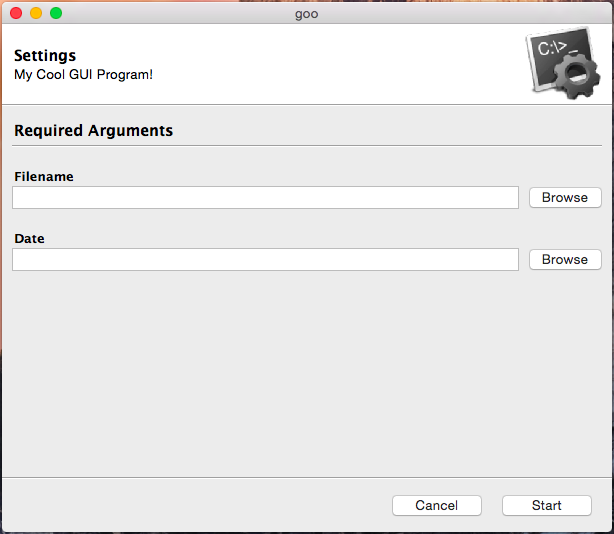 goo
Settings
My Cool GUI Program!
C:\>_
Required Arguments
Filename
Browse
Date
Browse
Cancel
Start